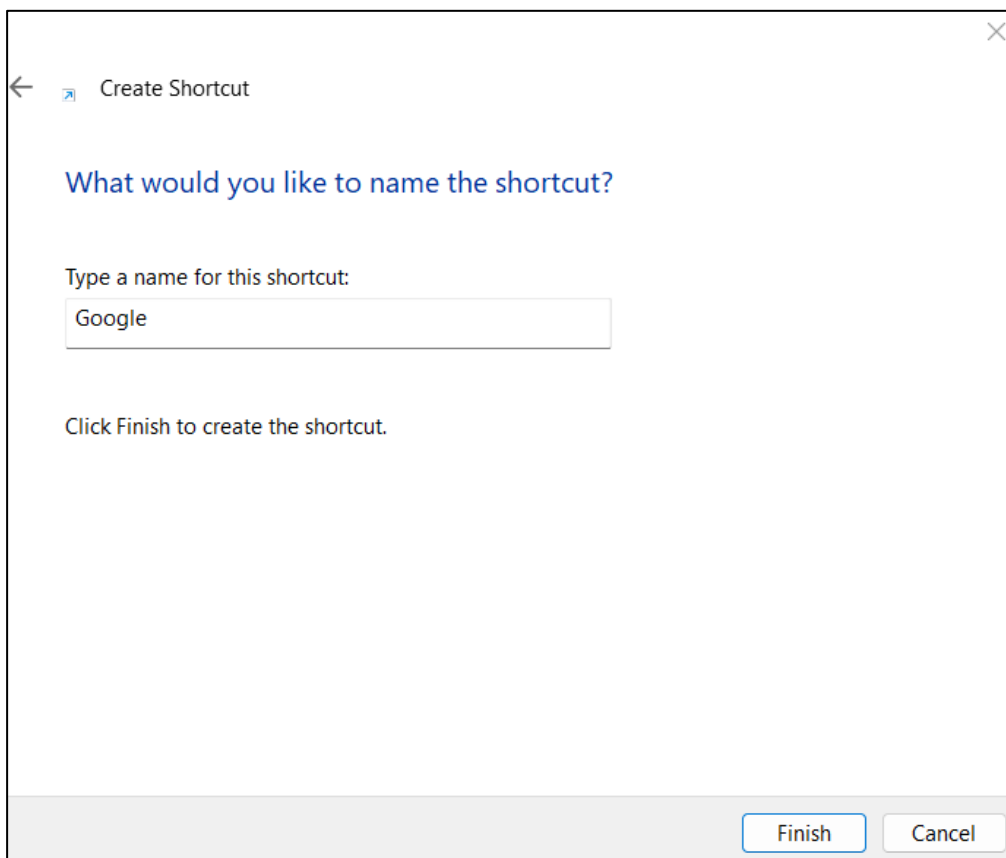 Create Shortcut
What would you like to name the shortcut?
Type a name for this shortcut:
Google
Click Finish to create the shortcut.
Finish Cancel